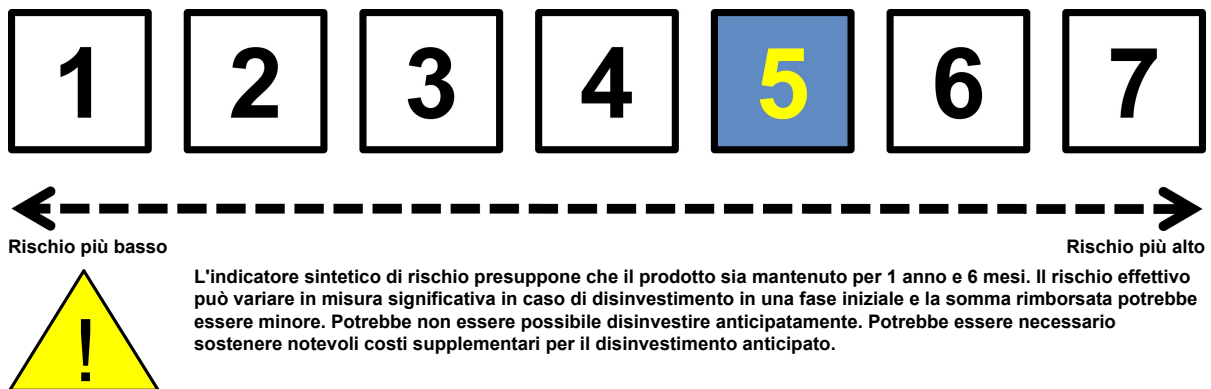 1 2 3 4 5 6 7
Rischio più basso Rischio più alto
L'indicatore sintetico di rischio presuppone che il prodotto sia mantenuto per 1 anno e 6 mesi. Il rischio effettivo
può variare in misura significativa in caso di disinvestimento in una fase iniziale e la somma rimborsata potrebbe
essere minore. Potrebbe non essere possibile disinvestire anticipatamente. Potrebbe essere necessario
sostenere notevoli costi supplementari per il disinvestimento anticipato.
!